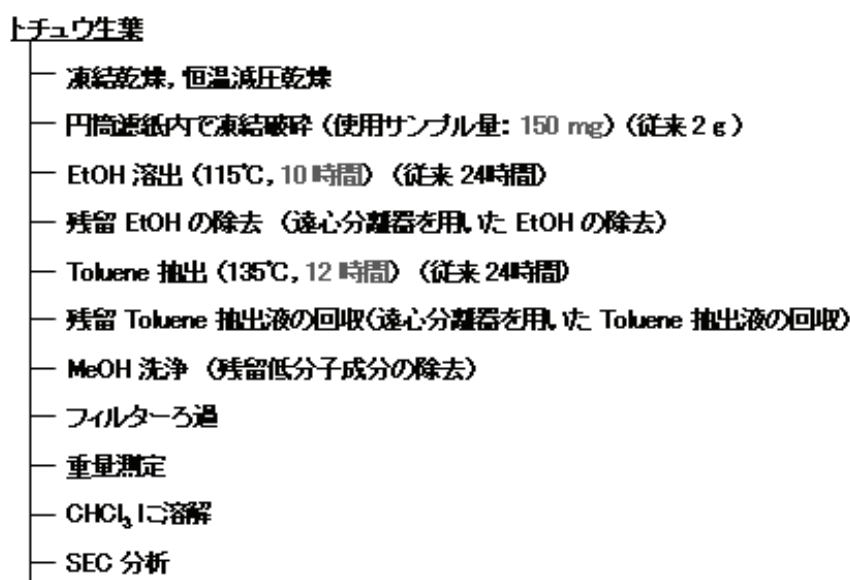 トチュウ生葉
凍結乾燥, 恒温減圧乾燥
円筒濾紙内で凍結破砕（使用サンプル量: 150 mg）（従来 2 g）
EtOH 溶出（115℃, 10 時間）（従来 24時間）
残留 EtOH の除去 （遠心分離器を用いた EtOH の除去）
Toluene 抽出（135℃, 12 時間）（従来 24時間）
残留 Toluene 抽出液の回収（遠心分離器を用いた Toluene 抽出液の回収）
MeOH 洗浄 （残留低分子成分の除去）
フィルターろ過
重量測定
CHCl₃ に溶解
SEC 分析